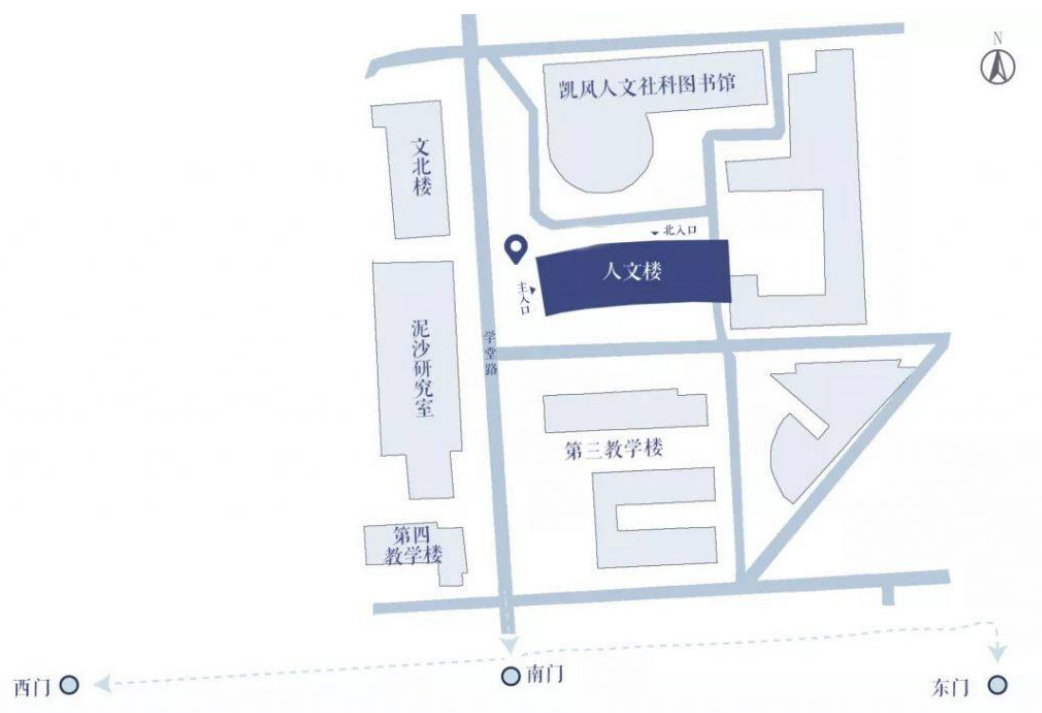 N
凯风人文社科图书馆
文北楼
北入口
人文楼
主入口
泥沙研究室
学堂路
第三教学楼
第四
教学楼
西门
南门
东门